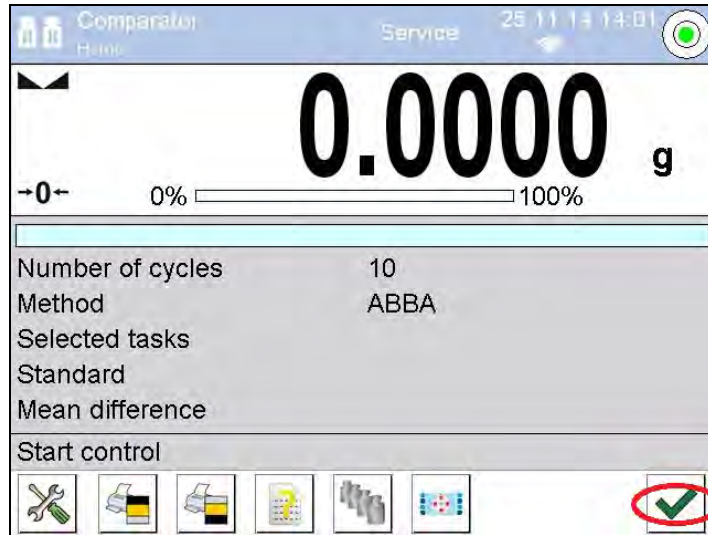 Comparator
Home
Service
25 11 14 14:01
0.0000 g
→0←
0% 100%
Number of cycles 10
Method ABBA
Selected tasks
Standard
Mean difference
Start control